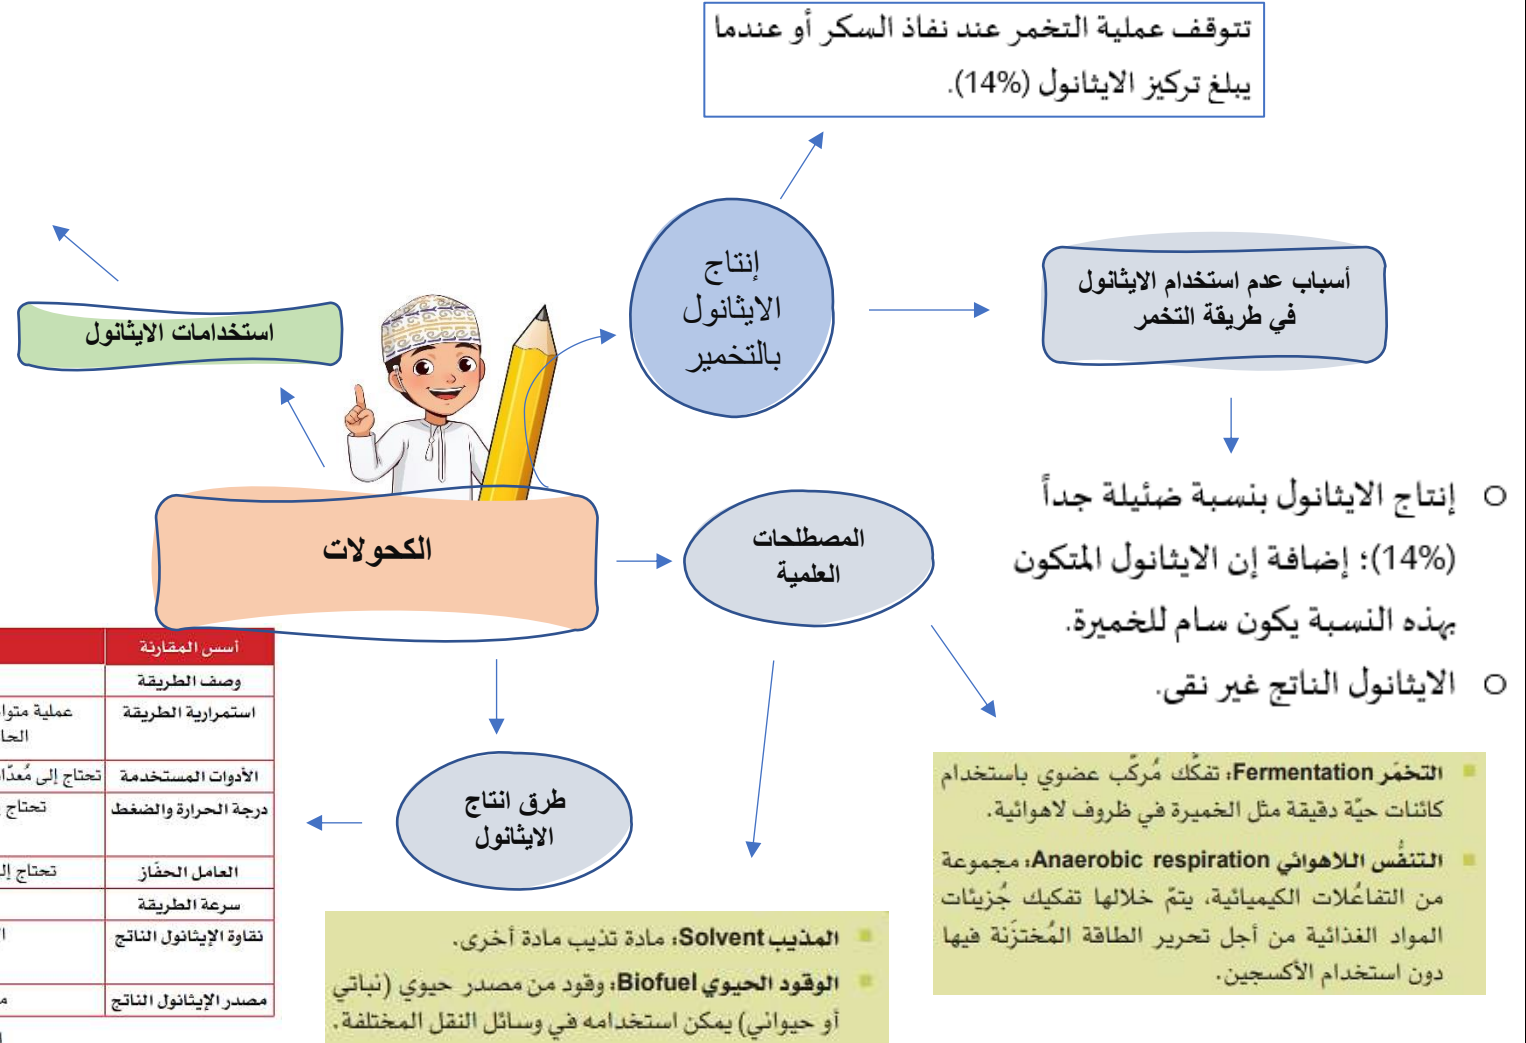 تتوقف عملية التخمر عند نفاذ السكر أو عندما
يبلغ تركيز الايثانول (14%).
إنتاج
الايثانول
بالتخمير
أسباب عدم استخدام الايثانول
في طريقة التخمر
استخدامات الايثانول
إنتاج الايثانول بنسبة ضئيلة جداً
(14%)؛ إضافة إن الايثانول المتكون
بهذه النسبة يكون سام للخميرة.
الايثانول الناتج غير نقى.
الكحولات
المصطلحات
العلمية
طرق انتاج
الايثانول
التخمّر Fermentation: تفكّك مُركّب عضوي باستخدام
كائنات حيّة دقيقة مثل الخميرة في ظروف لاهوائية.
التنفُّس اللاهوائي Anaerobic respiration: مجموعة
من التفاعُلات الكيميائية، يتمّ خلالها تفكيك جُزيئات
المواد الغذائية من أجل تحرير الطاقة المُختزَنة فيها
دون استخدام الأكسجين.
المذيب Solvent: مادة تذيب مادة أخرى.
الوقود الحيوي Biofuel: وقود من مصدر حيوي (نباتي
أو حيواني) يمكن استخدامه في وسائل النقل المختلفة.
أسس المقارنة
وصف الطريقة
استمرارية الطريقة عملية
الأدوات المستخدمة تحتاج إلى
درجة الحرارة والضغط تحتاج
العامل الحفّاز تحتاج
سرعة الطريقة
نقاوة الإيثانول الناتج
مصدر الإيثانول الناتج